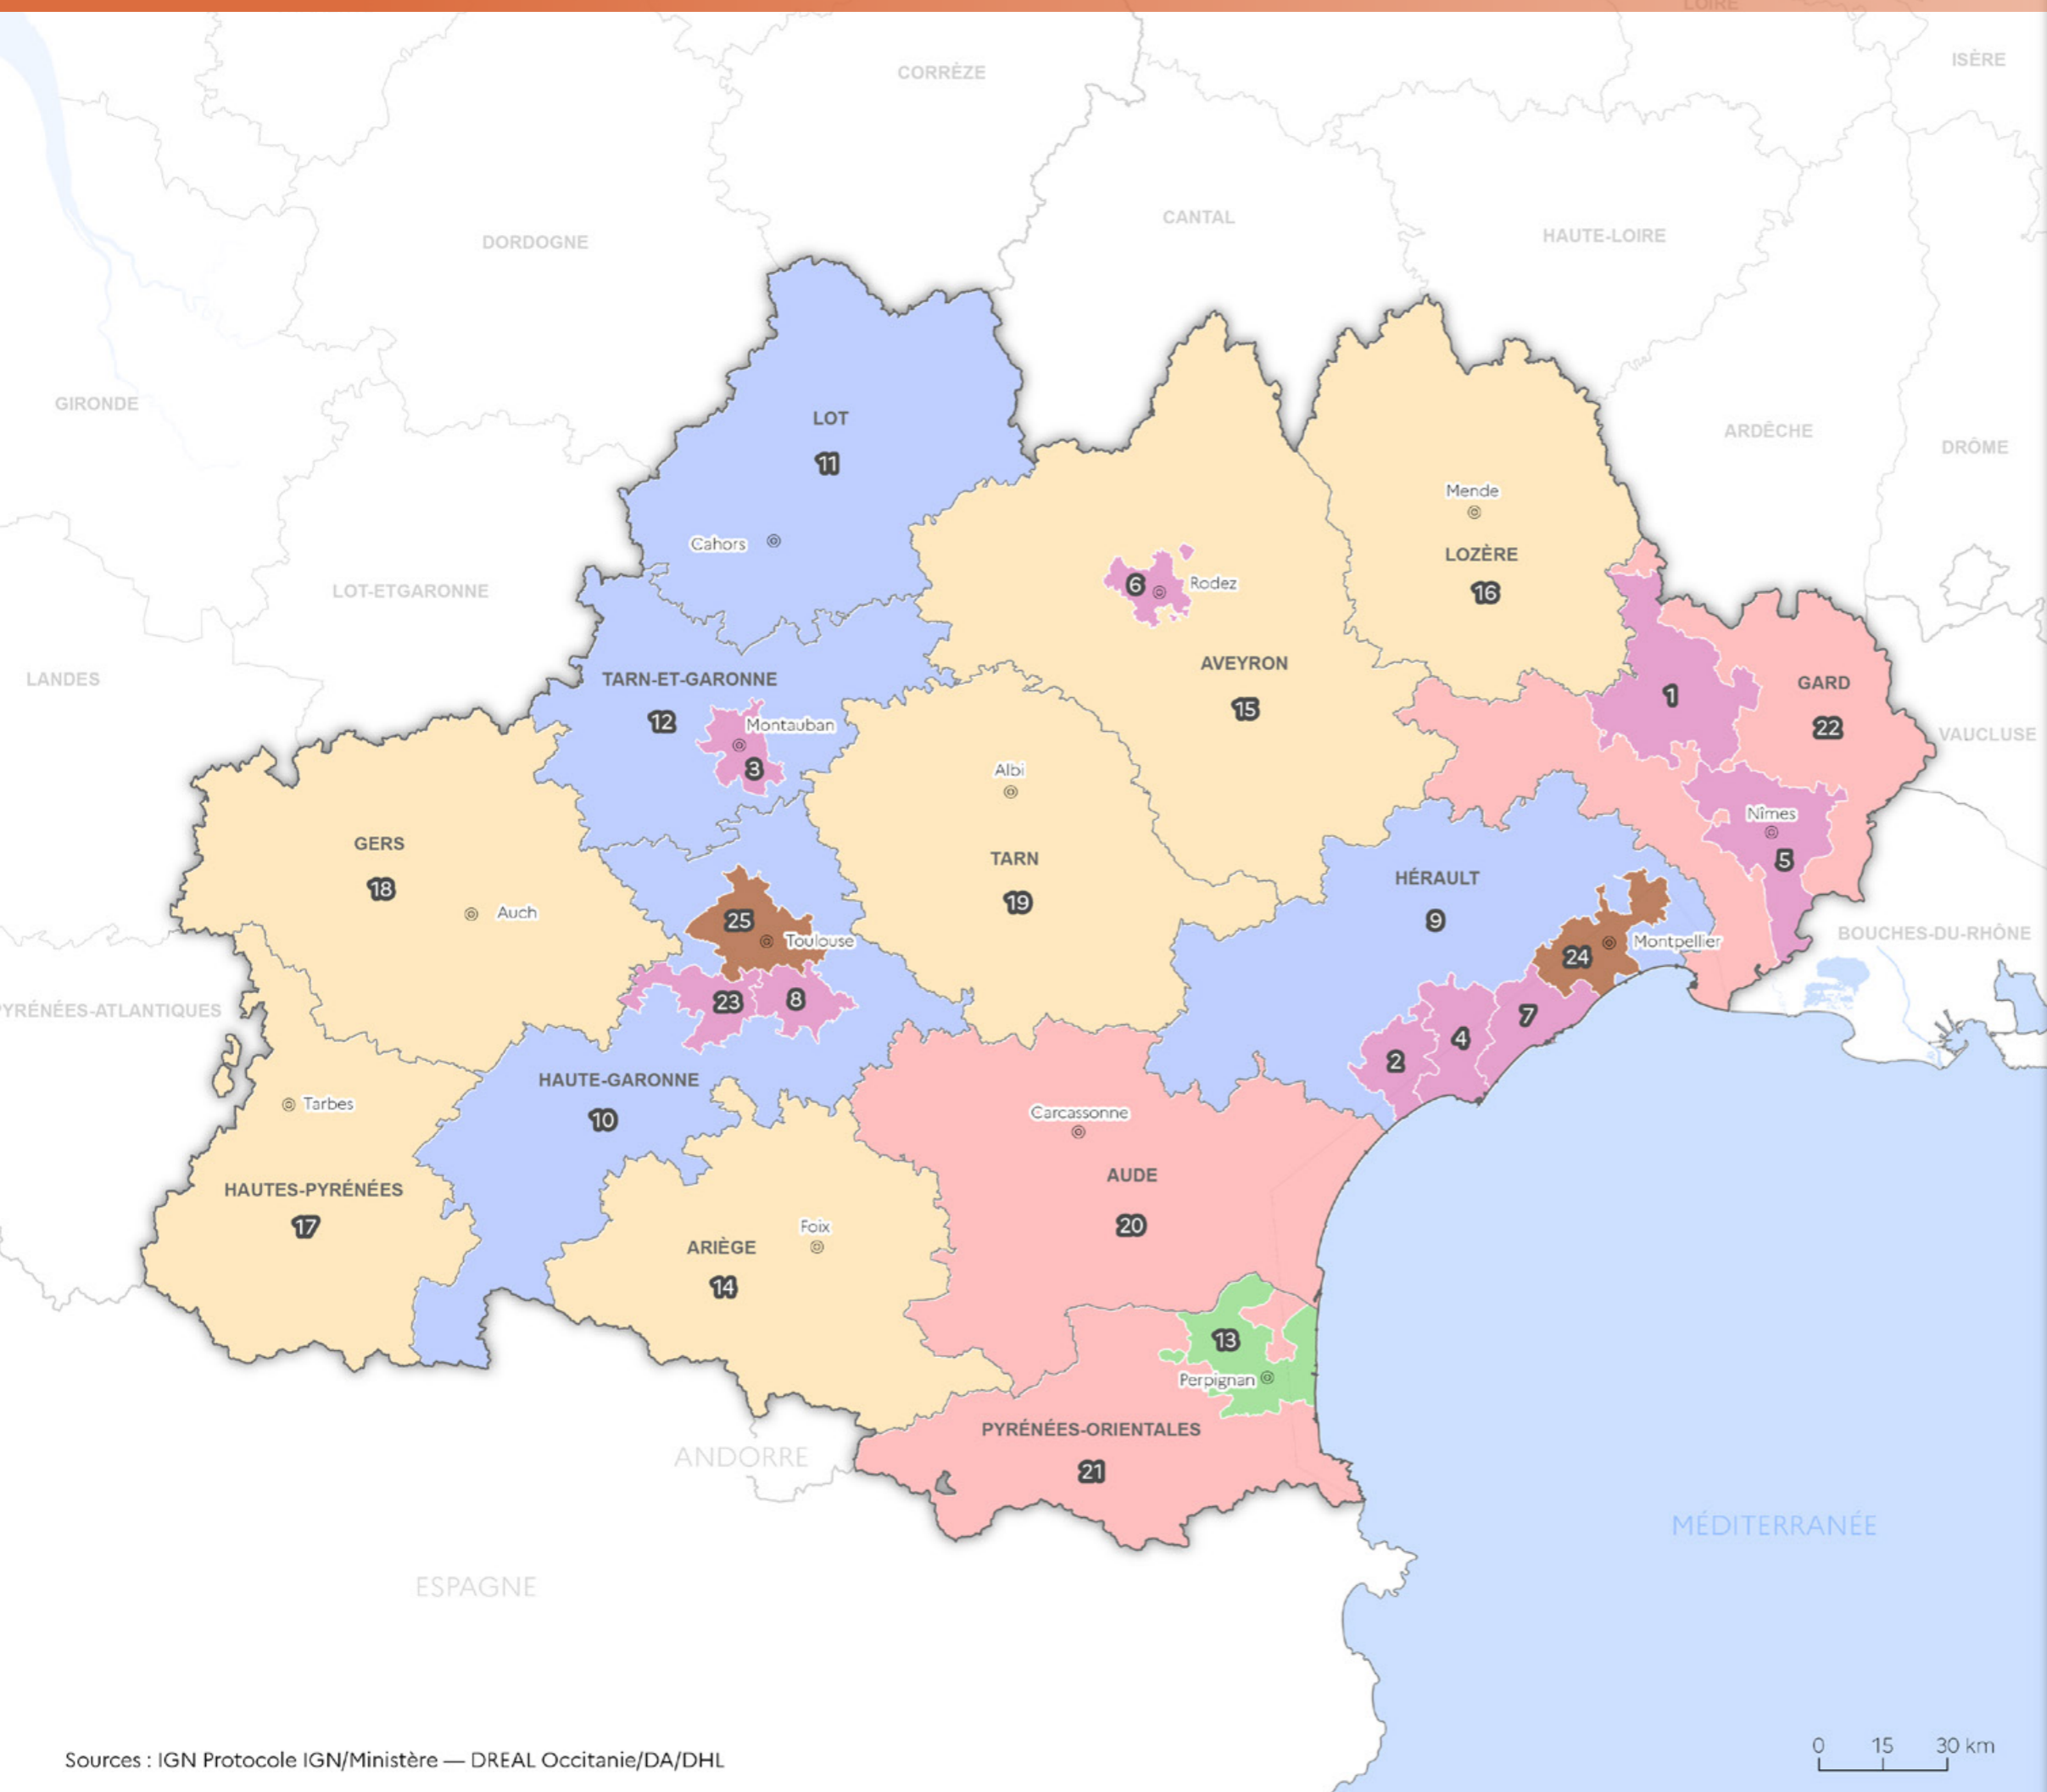 LOIRE
ISÈRE
CORRÈZE
CANTAL
HAUTE-LOIRE
DORDOGNE
GIRONDE
LOT
ARDÈCHE
DRÔME
11
Mende
Cahors
LOZÈRE
LOT-ETGARONNE
6
Rodez
16
AVEYRON
LANDES
TARN-ET-GARONNE
GARD
1
15
12
Montauban
22
VAUCLUSE
3
Albi
Nîmes
GERS
TARN
5
18
HÉRAULT
19
Auch
25
9
Toulouse
Montpellier
BOUCHES-DU-RHÔNE
24
PYRÉNÉES-ATLANTIQUES
23
8
7
4
2
HAUTE-GARONNE
Tarbes
10
Carcassonne
AUDE
HAUTES-PYRÉNÉES
17
Foix
20
ARIÈGE
14
13
Perpignan
PYRÉNÉES-ORIENTALES
ANDORRE
21
MÉDITERRANÉE
ESPAGNE
0 15 30 km
Sources : IGN Protocole IGN/Ministère — DREAL Occitanie/DA/DHL